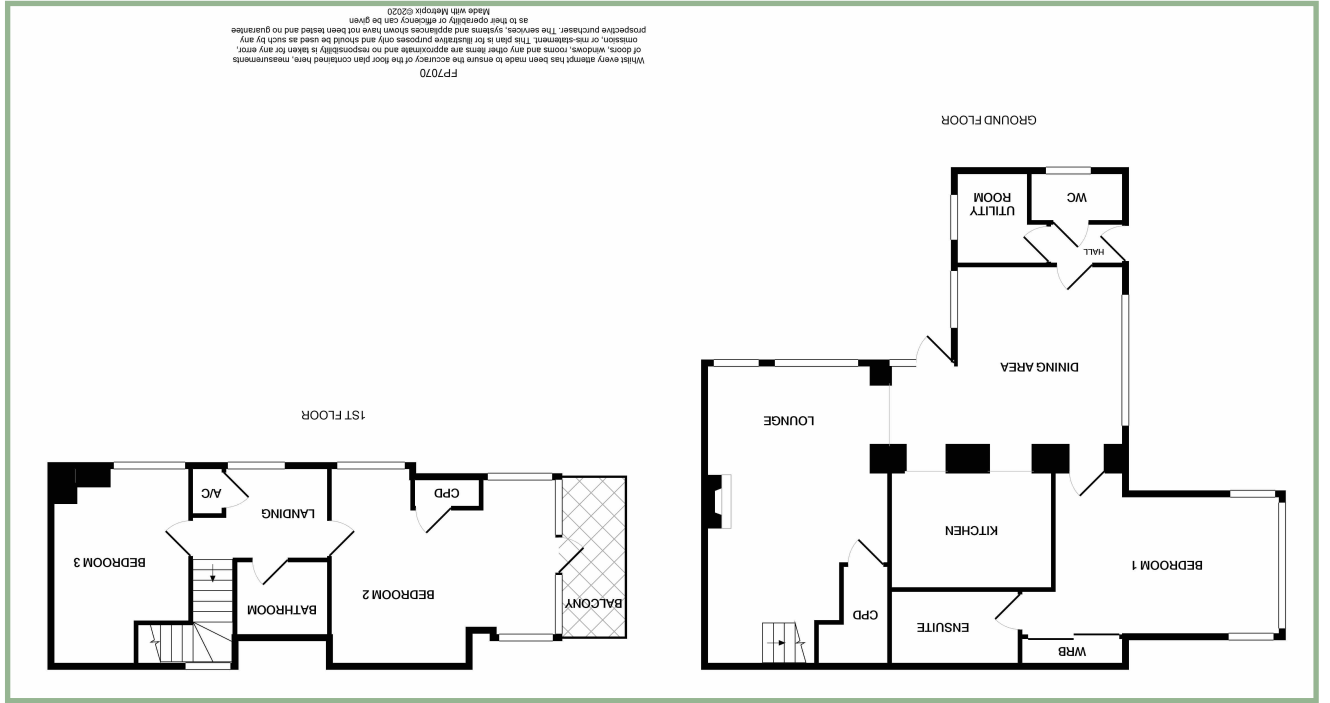 WRB
ENSUITE
CPD
BEDROOM 1
KITCHEN
LOUNGE
DINING AREA
HALL
WC
UTILITY
ROOM
GROUND FLOOR
BALCONY
BATHROOM
BEDROOM 2
BEDROOM 3
LANDING
CPD
A/C
1ST FLOOR
FP7070
Whilst every attempt has been made to ensure the accuracy of the floor plan contained here, measurements
of doors, windows, rooms and any other items are approximate and no responsibility is taken for any error,
omission, or mis-statement. This plan is for illustrative purposes only and should be used as such by any
prospective purchaser. The services, systems and appliances shown have not been tested and no guarantee
as to their operability or efficiency can be given
Made with Metropix ©2020